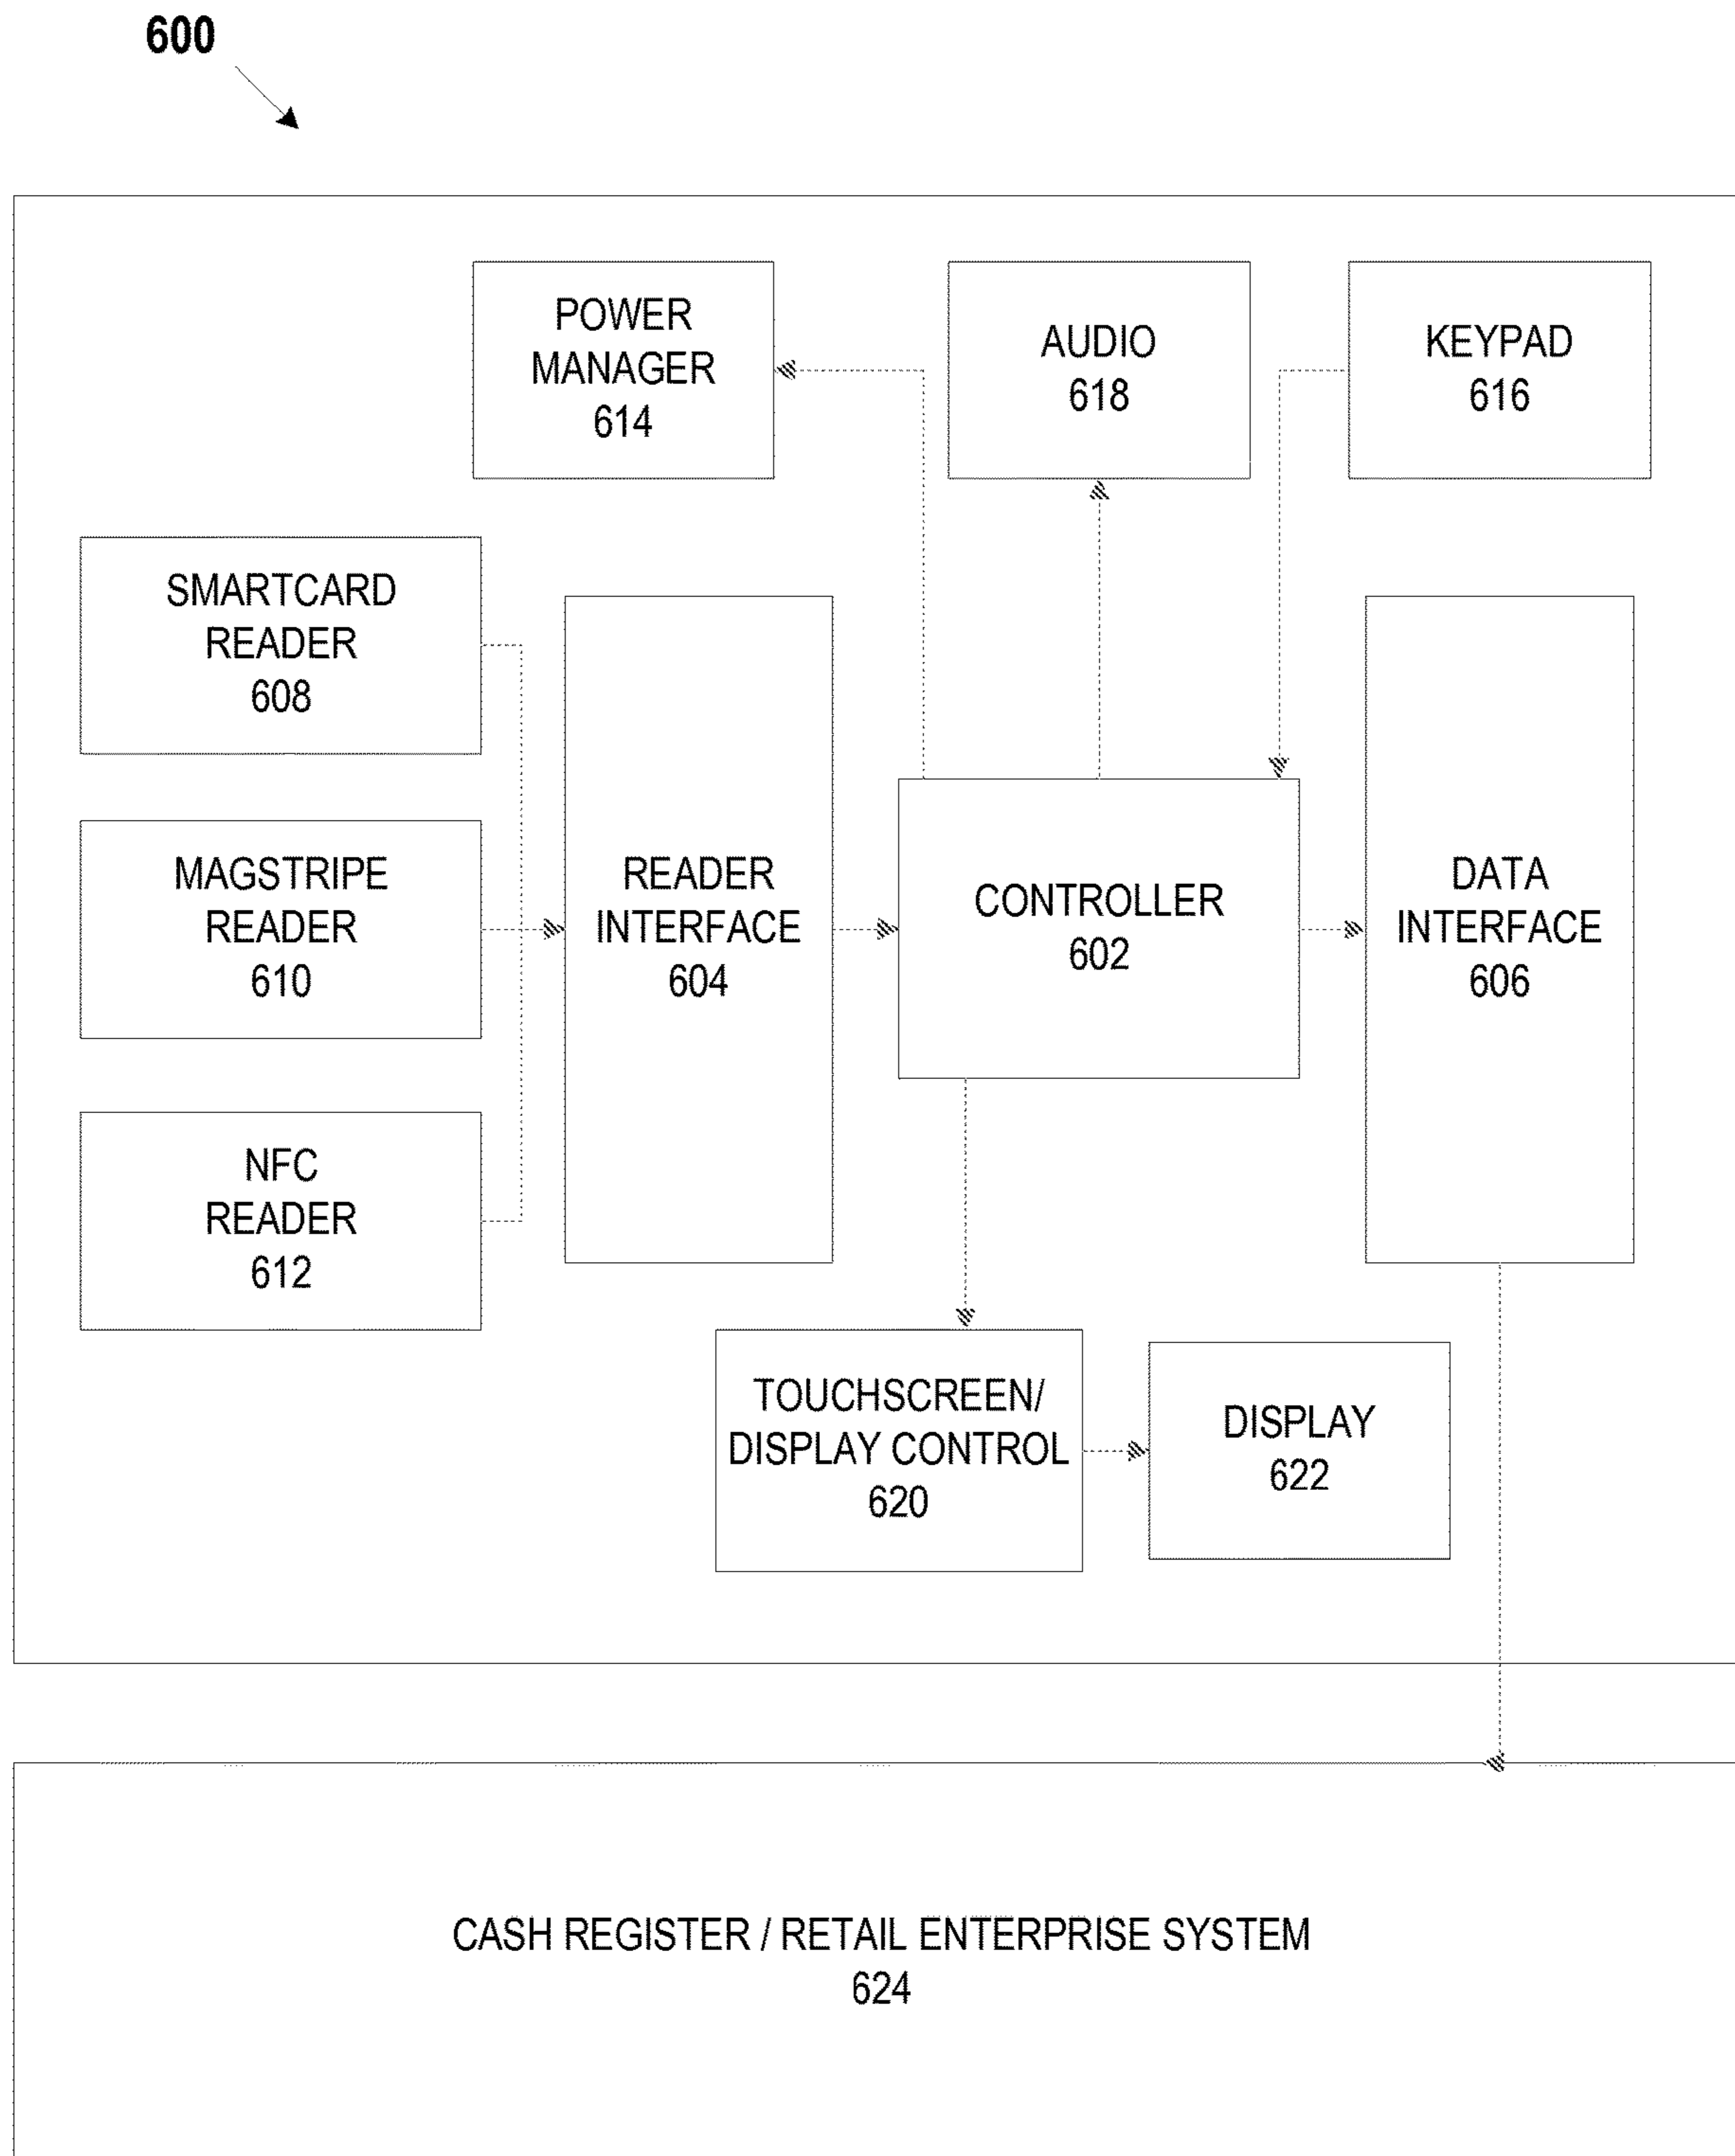 600
POWER
MANAGER
614
AUDIO
618
KEYPAD
616
SMARTCARD
READER
608
MAGSTRIPE
READER
610
NFC
READER
612
READER
INTERFACE
604
CONTROLLER
602
DATA
INTERFACE
606
TOUCHSCREEN/
DISPLAY CONTROL
620
DISPLAY
622
CASH REGISTER / RETAIL ENTERPRISE SYSTEM
624